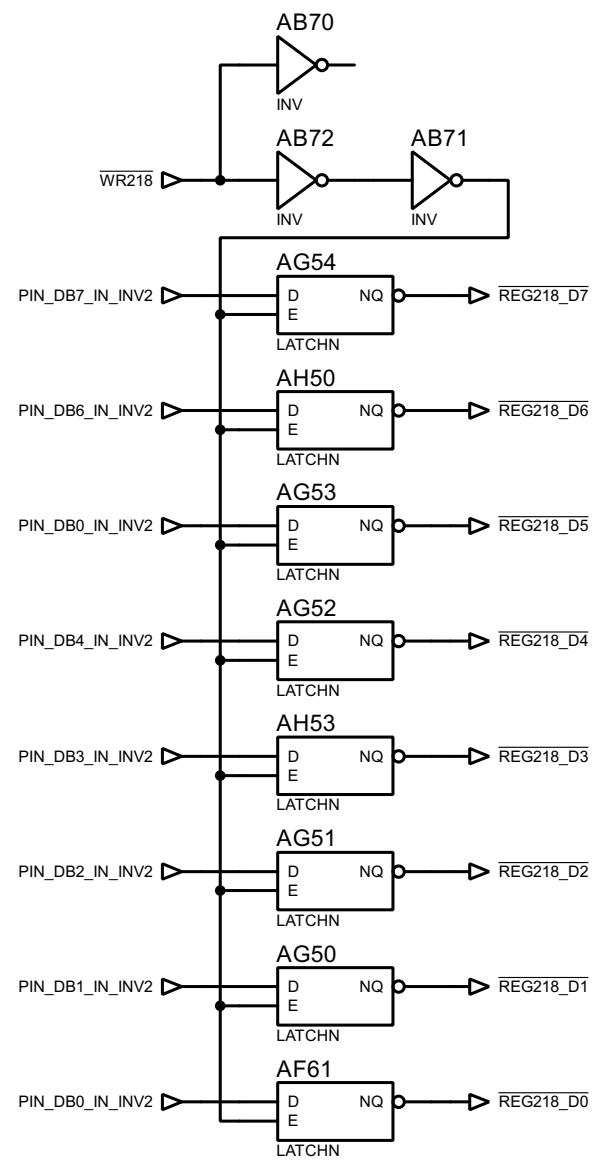 AB70
INV
AB72 AB71
WR218
INV INV
AG54
PIN_DB7_IN_INV2 D NQ REG218_D7
E
LATCHN
AH50
PIN_DB6_IN_INV2 D NQ REG218_D6
E
LATCHN
AG53
PIN_DB0_IN_INV2 D NQ REG218_D5
E
LATCHN
AG52
PIN_DB4_IN_INV2 D NQ REG218_D4
E
LATCHN
AH53
PIN_DB3_IN_INV2 D NQ REG218_D3
E
LATCHN
AG51
PIN_DB2_IN_INV2 D NQ REG218_D2
E
LATCHN
AG50
PIN_DB1_IN_INV2 D NQ REG218_D1
E
LATCHN
AF61
PIN_DB0_IN_INV2 D NQ REG218_D0
E
LATCHN